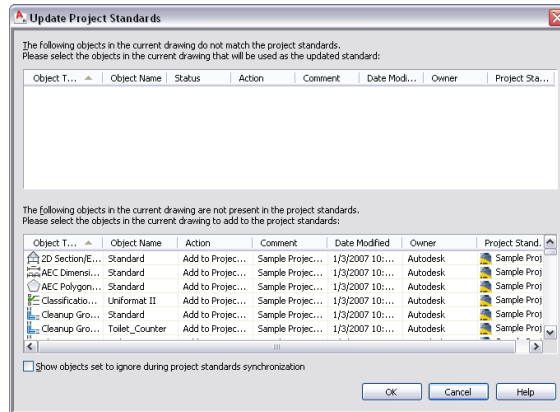 Update Project Standards
The following objects in the current drawing do not match the project standards.
Please select the objects in the current drawing that will be used as the updated standard:
Object T... Object Name Status Action Comment Date Modi... Owner Project Sta...
The following objects in the current drawing are not present in the project standards.
Please select the objects in the current drawing to add to the project standards:
Object T... Object Name Action Comment Date Modified Owner Project Stand.
2D Section/E... Standard Add to Projec... Sample Projec... 1/3/2007 10:... Autodesk Sample Proj
AEC Dimensi... Standard Add to Projec... Sample Projec... 1/3/2007 10:... Autodesk Sample Proj
AEC Polygon... Standard Add to Projec... Sample Projec... 1/3/2007 10:... Autodesk Sample Proj
Classificatio... Uniformat II Add to Projec... Sample Projec... 1/3/2007 10:... Autodesk Sample Proj
Cleanup Gro... Standard Add to Projec... Sample Projec... 1/3/2007 10:... Autodesk Sample Proj
Cleanup Gro... Toilet_Counter Add to Projec... Sample Projec... 1/3/2007 10:... Autodesk Sample Proj
Show objects set to ignore during project standards synchronization
OK Cancel Help